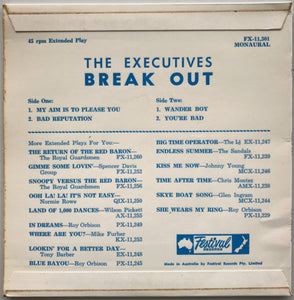 45 rpm Extended Play
FX-11,501
MONAURAL
THE EXECUTIVES
BREAK OUT
Side One:
1. MY AIM IS TO PLEASE YOU
2. BAD REPUTATION
Side Two:
1. WANDER BOY
2. YOU'RE BAD
More Extended Plays For You:—
THE RETURN OF THE RED BARON—
The Royal Guardsmen FX-11,260
GIMME SOME LOVIN'—Spencer Davis
Group FX-11,252
SNOOPY VERSUS THE RED BARON—
The Royal Guardsmen FX-11,255
OOH LA! LA! IT'S NOT EASY—
Normie Rowe QIX-11,250
LAND OF 1,000 DANCES—Wilson Pickett
AX-11,245
IN DREAMS—Roy Orbison FX-11,249
WHERE ARE YOU?—Mike Furber
KX-11,253
LOOKIN' FOR A BETTER DAY—
Tony Barber EX-11,248
BLUE BAYOU—Roy Orbison PX-11,245
BIG TIME OPERATOR—The Id EX-11,247
ENDLESS SUMMER—The Sandals
FX-11,239
KISS ME NOW—Johnny Young
MCX-11,246
TIME AFTER TIME—Chris Montez
AMX-11,238
SKYE BOAT SONG—Glen Ingram
MCX-11,244
SHE WEARS MY RING—Roy Orbison
PX-11,229
Festival
RECORDS
Made in Australia by Festival Records Pty. Limited